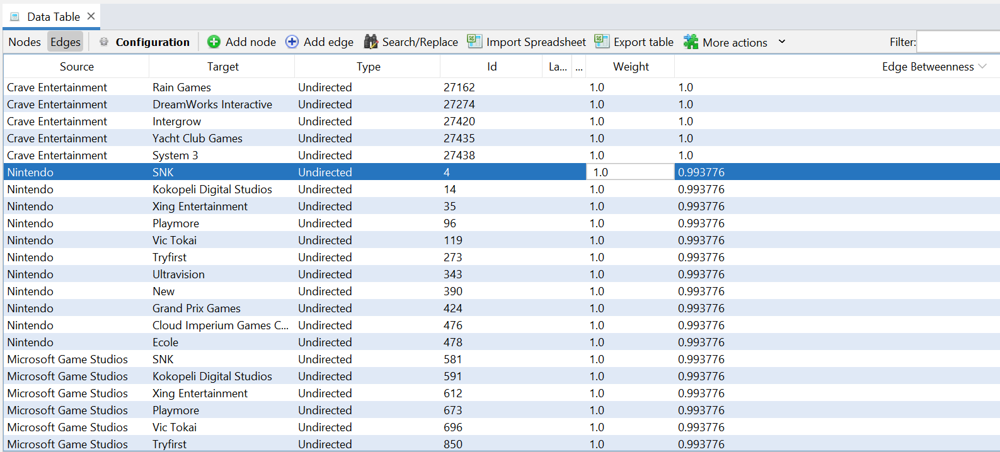 Data Table
Nodes Edges Configuration Add node Add edge Search/Replace Import Spreadsheet Export table More actions Filter:
Source Target Type Id La... ... Weight Edge Betweenness
Crave Entertainment Rain Games Undirected 27162 1.0 1.0
Crave Entertainment DreamWorks Interactive Undirected 27274 1.0 1.0
Crave Entertainment Intergrow Undirected 27420 1.0 1.0
Crave Entertainment Yacht Club Games Undirected 27435 1.0 1.0
Crave Entertainment System 3 Undirected 27438 1.0 1.0
Nintendo SNK Undirected 4 1.0 0.993776
Nintendo Kokopeli Digital Studios Undirected 14 1.0 0.993776
Nintendo Xing Entertainment Undirected 35 1.0 0.993776
Nintendo Playmore Undirected 96 1.0 0.993776
Nintendo Vic Tokai Undirected 119 1.0 0.993776
Nintendo Tryfirst Undirected 273 1.0 0.993776
Nintendo Ultravision Undirected 343 1.0 0.993776
Nintendo New Undirected 390 1.0 0.993776
Nintendo Grand Prix Games Undirected 424 1.0 0.993776
Nintendo Cloud Imperium Games C... Undirected 476 1.0 0.993776
Nintendo Ecole Undirected 478 1.0 0.993776
Microsoft Game Studios SNK Undirected 581 1.0 0.993776
Microsoft Game Studios Kokopeli Digital Studios Undirected 591 1.0 0.993776
Microsoft Game Studios Xing Entertainment Undirected 612 1.0 0.993776
Microsoft Game Studios Playmore Undirected 673 1.0 0.993776
Microsoft Game Studios Vic Tokai Undirected 696 1.0 0.993776
Microsoft Game Studios Tryfirst Undirected 850 1.0 0.993776